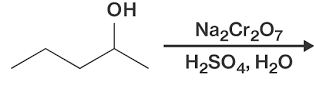 OH
Na₂Cr₂O₇
H₂SO₄, H₂O